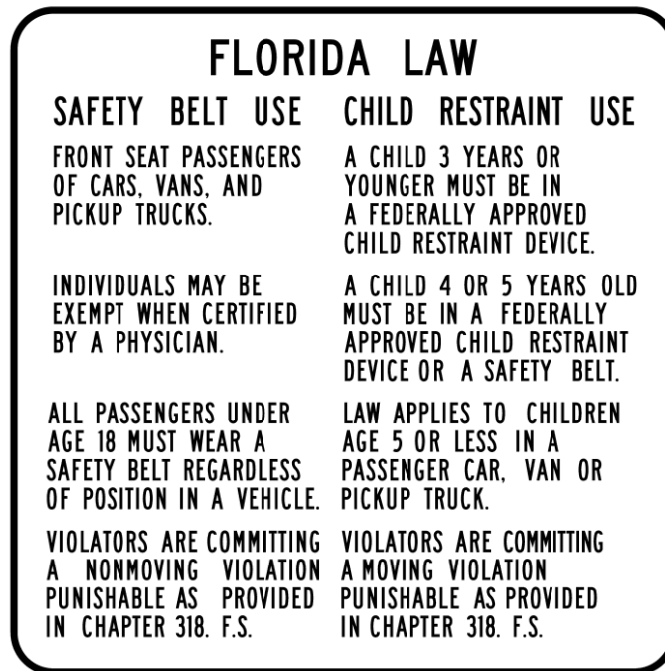 FLORIDA LAW
SAFETY BELT USE
FRONT SEAT PASSENGERS
OF CARS, VANS, AND
PICKUP TRUCKS.
INDIVIDUALS MAY BE
EXEMPT WHEN CERTIFIED
BY A PHYSICIAN.
ALL PASSENGERS UNDER
AGE 18 MUST WEAR A
SAFETY BELT REGARDLESS
OF POSITION IN A VEHICLE.
VIOLATORS ARE COMMITTING
A NONMOVING VIOLATION
PUNISHABLE AS PROVIDED
IN CHAPTER 318. F.S.
CHILD RESTRAINT USE
A CHILD 3 YEARS OR
YOUNGER MUST BE IN
A FEDERALLY APPROVED
CHILD RESTRAINT DEVICE.
A CHILD 4 OR 5 YEARS OLD
MUST BE IN A FEDERALLY
APPROVED CHILD RESTRAINT
DEVICE OR A SAFETY BELT.
LAW APPLIES TO CHILDREN
AGE 5 OR LESS IN A
PASSENGER CAR, VAN OR
PICKUP TRUCK.
VIOLATORS ARE COMMITTING
A MOVING VIOLATION
PUNISHABLE AS PROVIDED
IN CHAPTER 318. F.S.